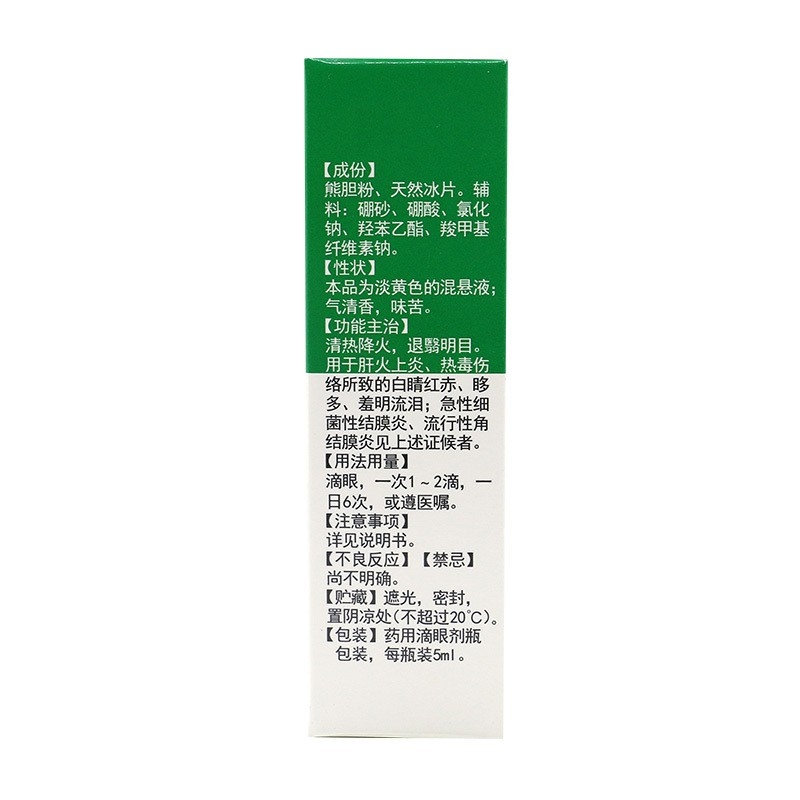 【成份】
熊胆粉、天然冰片。辅
料：硼砂、硼酸、氯化
钠、羟苯乙酯、羧甲基
纤维素钠。
【性状】
本品为淡黄色的混悬液；
气清香，味苦。
【功能主治】
清热降火，退翳明目。
用于肝火上炎、热毒伤
络所致的白睛红赤、眵
多、羞明流泪；急性细
菌性结膜炎、流行性角
结膜炎见上述证候者。
【用法用量】
滴眼，一次1～2滴，一
日6次，或遵医嘱。
【注意事项】
详见说明书。
【不良反应】【禁忌】
尚不明确。
【贮藏】遮光，密封，
置阴凉处(不超过20℃)。
【包装】药用滴眼剂瓶
包装，每瓶装5ml。